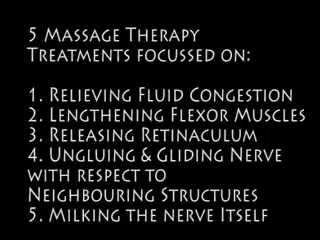 5 Massage Therapy
Treatments focussed on:
1. Relieving Fluid Congestion
2. Lengthening Flexor Muscles
3. Releasing Retinaculum
4. Ungluing & Gliding Nerve
with respect to
Neighbouring Structures
5. Milking the nerve Itself